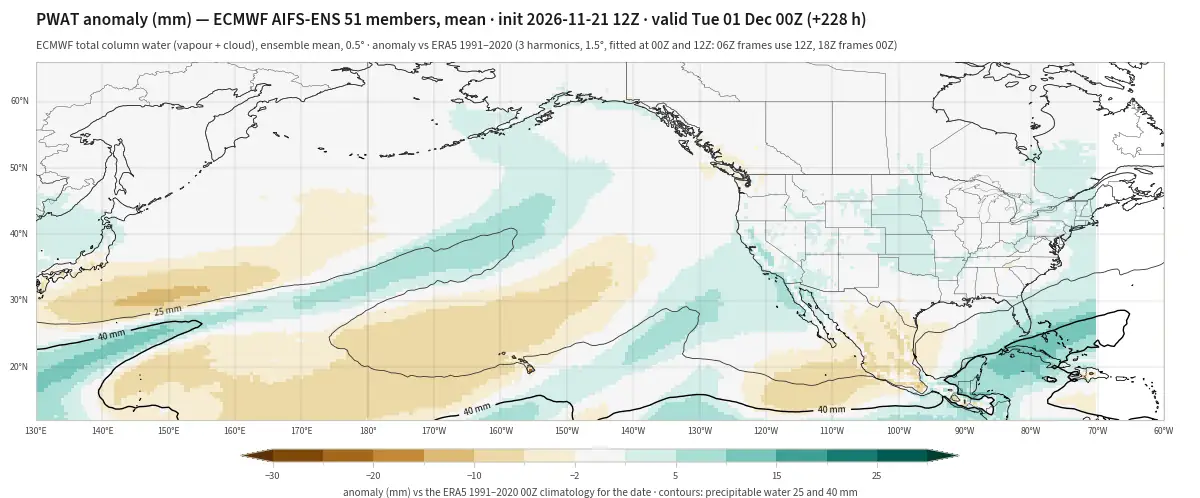 PWAT anomaly (mm) — ECMWF AIFS-ENS 51 members, mean · init 2026-11-21 12Z · valid Tue 01 Dec 00Z (+228 h)
ECMWF total column water (vapour + cloud), ensemble mean, 0.5° · anomaly vs ERA5 1991–2020 (3 harmonics, 1.5°, fitted at 00Z and 12Z: 06Z frames use 12Z, 18Z frames 00Z)
60°N
50°N
40°N
30°N
20°N
25 mm
40 mm
40 mm
40 mm
130°E 140°E 150°E 160°E 170°E 180° 170°W 160°W 150°W 140°W 130°W 120°W 110°W 100°W 90°W 80°W 70°W 60°W
−30 −20 −10 −2 5 15 25
anomaly (mm) vs the ERA5 1991–2020 00Z climatology for the date · contours: precipitable water 25 and 40 mm